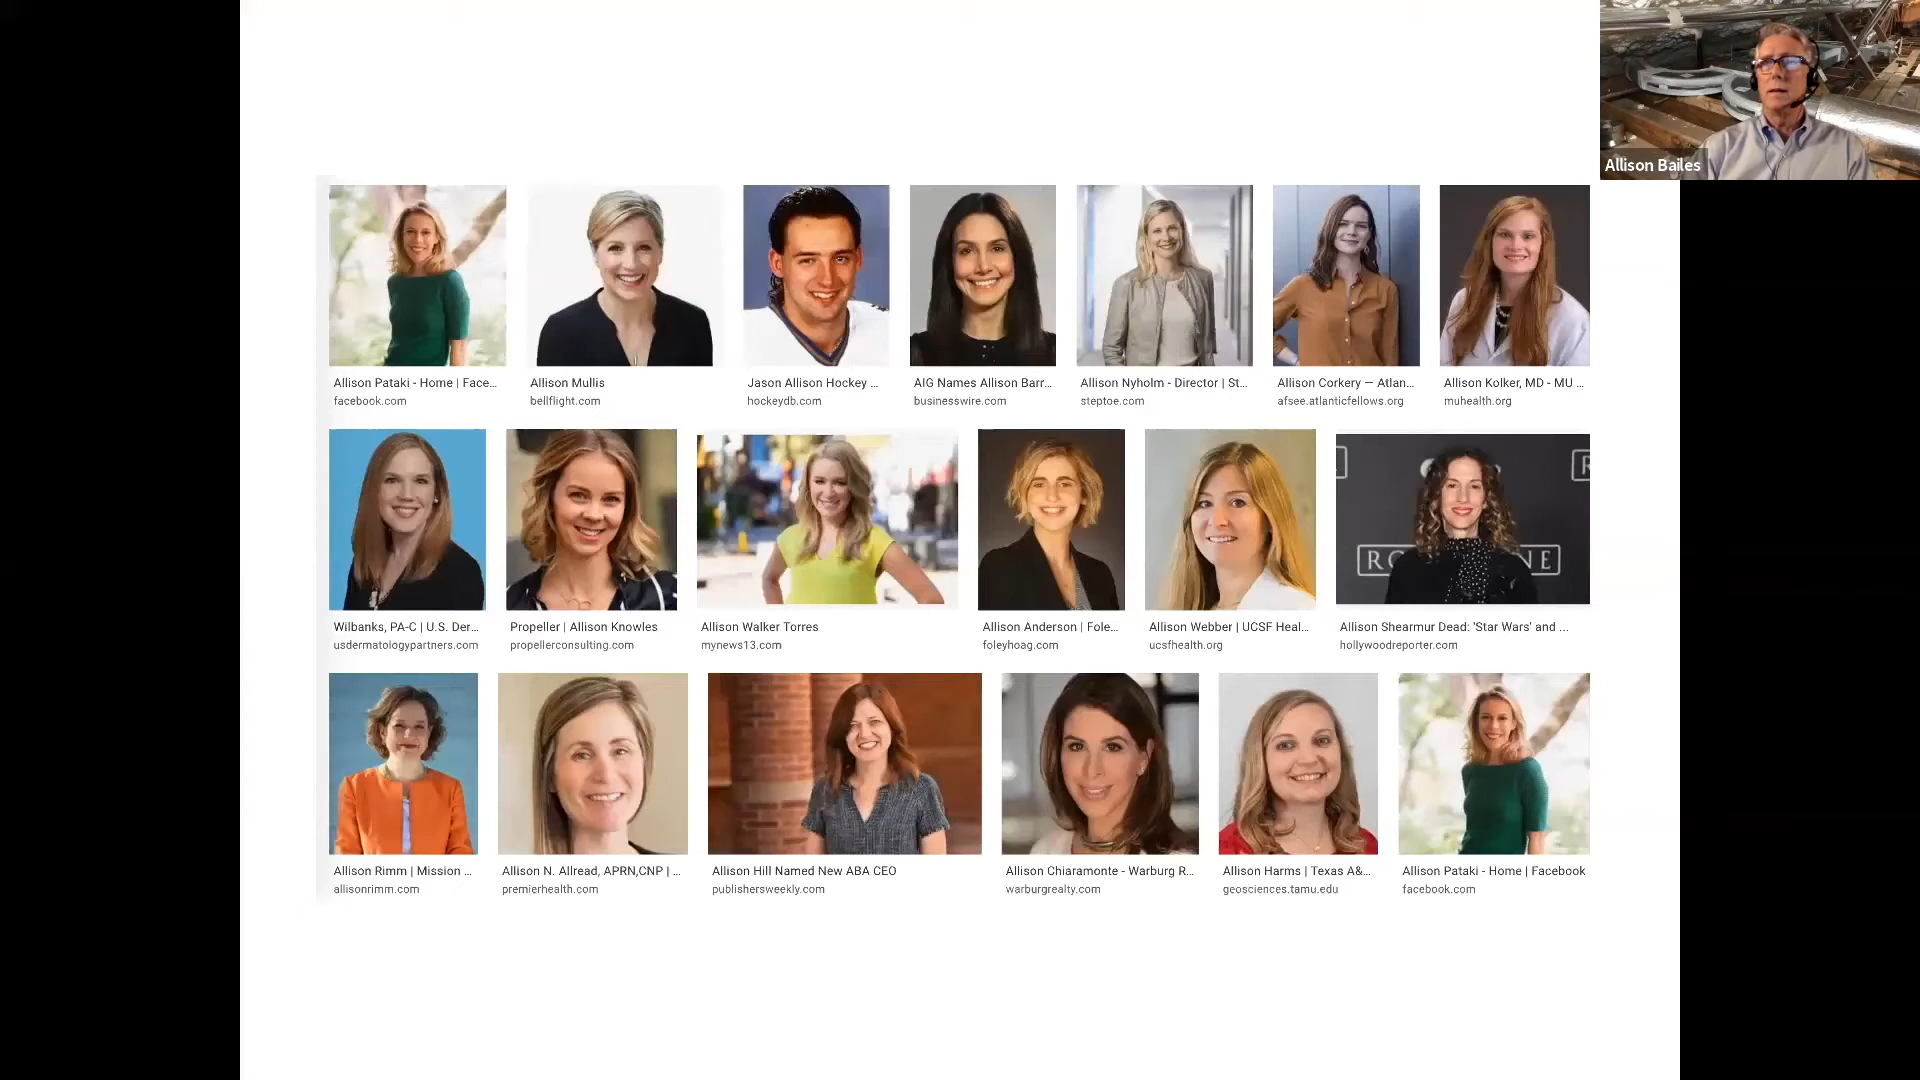 Allison Bailes
Allison Pataki - Home | Face...
facebook.com
Allison Mullis
bellflight.com
Jason Allison Hockey ...
hockeydb.com
AIG Names Allison Barr...
businesswire.com
Allison Nyholm - Director | St...
steptoe.com
Allison Corkery — Atlan...
afsee.atlanticfellows.org
Allison Kolker, MD - MU ...
muhealth.org
Wilbanks, PA-C | U.S. Der...
usdermatologypartners.com
Propeller | Allison Knowles
propellerconsulting.com
Allison Walker Torres
mynews13.com
Allison Anderson | Fole...
foleyhoag.com
Allison Webber | UCSF Heal...
ucsfhealth.org
Allison Shearmur Dead: 'Star Wars' and ...
hollywoodreporter.com
Allison Rimm | Mission ...
allisonrimm.com
Allison N. Allread, APRN,CNP | ...
premierhealth.com
Allison Hill Named New ABA CEO
publishersweekly.com
Allison Chiaramonte - Warburg R...
warburgrealty.com
Allison Harms | Texas A&...
geosciences.tamu.edu
Allison Pataki - Home | Facebook
facebook.com